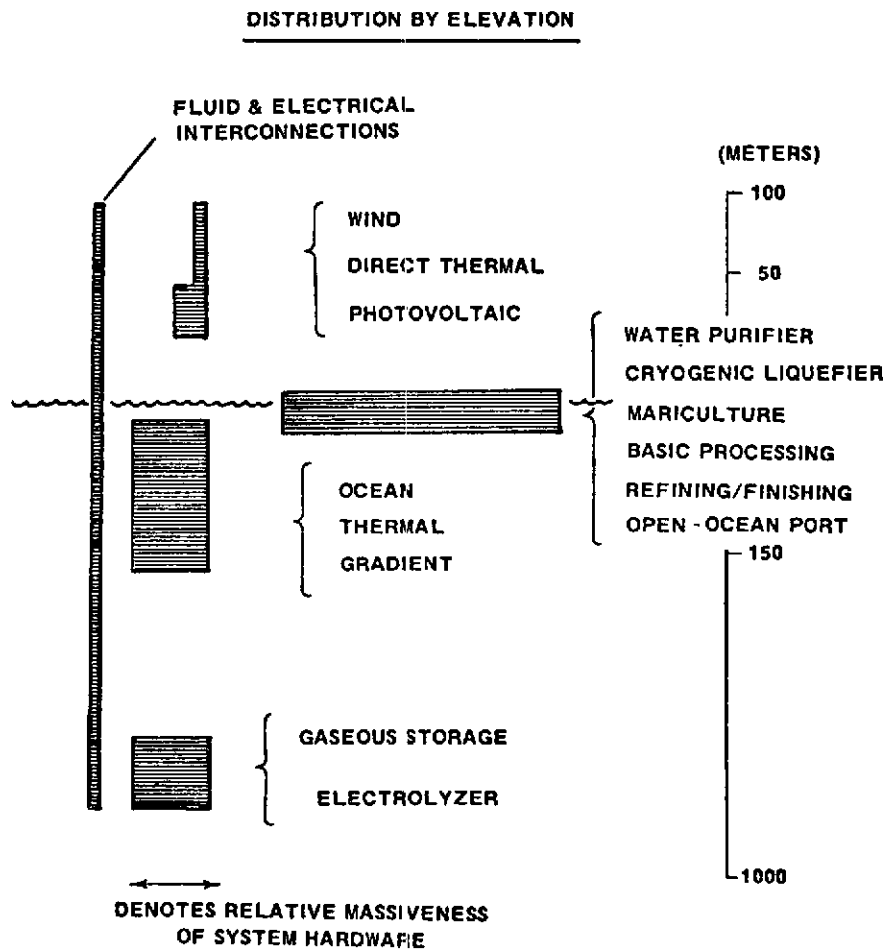 DISTRIBUTION BY ELEVATION
FLUID & ELECTRICAL
INTERCONNECTIONS
(METERS)
100
WIND
DIRECT THERMAL
50
PHOTOVOLTAIC
WATER PURIFIER
CRYOGENIC LIQUEFIER
MARICULTURE
BASIC PROCESSING
REFINING/FINISHING
OPEN-OCEAN PORT
OCEAN
THERMAL
GRADIENT
150
GASEOUS STORAGE
ELECTROLYZER
1000
DENOTES RELATIVE MASSIVENESS
OF SYSTEM HARDWARE